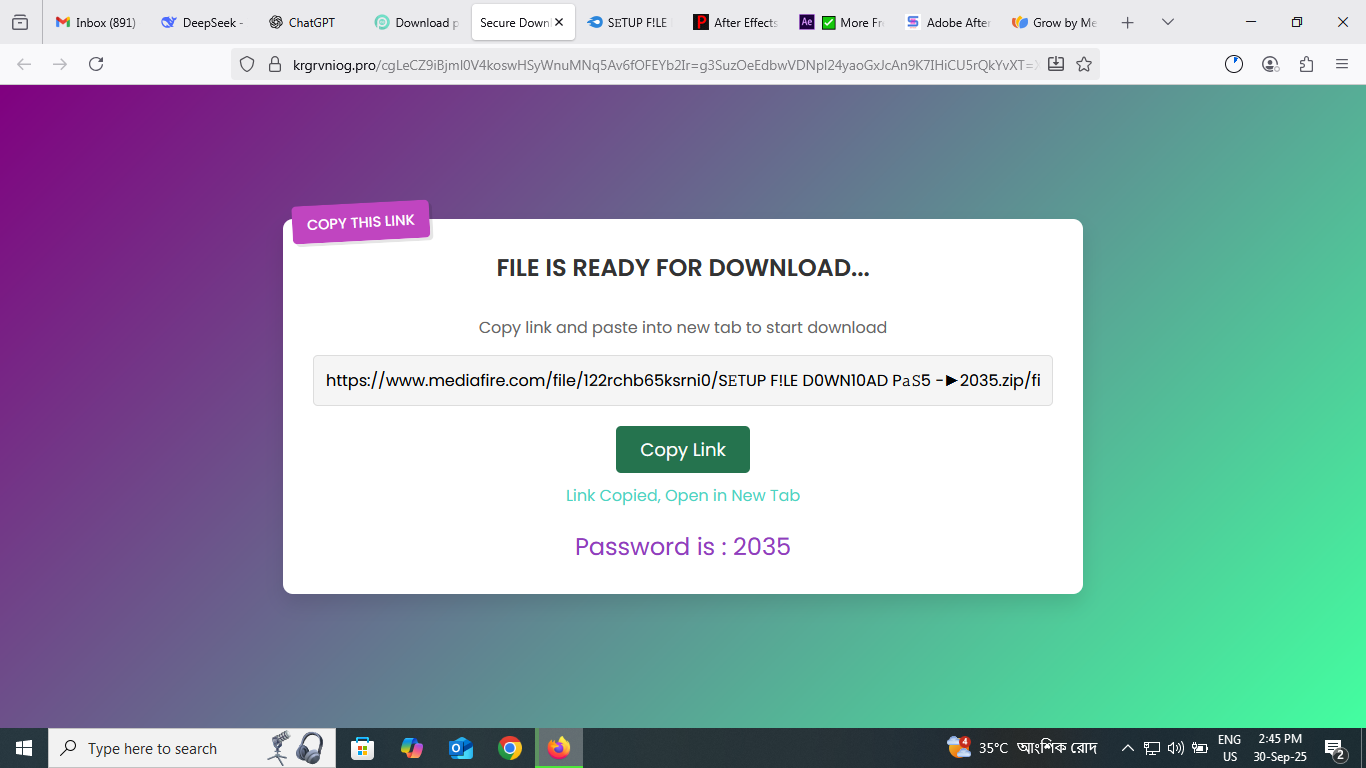 Inbox (891)
DeepSeek -
ChatGPT
Download p
Secure Down
SETUP F!LE
After Effects
✅ More Fre
Adobe After
Grow by Me
krgrvniog.pro/cgLeCZ9iBjml0V4koswHSyWnuMNq5Av6fOFEYb2Ir=g3SuzOeEdbwVDNpl24yaoGxJcAn9K7IHiCU5rQkYvXT=
COPY THIS LINK
FILE IS READY FOR DOWNLOAD...
Copy link and paste into new tab to start download
https://www.mediafire.com/file/122rchb65ksrni0/SETUP F!LE D0WN10AD PaS5 -►2035.zip/fi
Copy Link
Link Copied, Open in New Tab
Password is : 2035
Type here to search
4
35°C আংশিক রোদ
ENG
US
2:45 PM
30-Sep-25
2